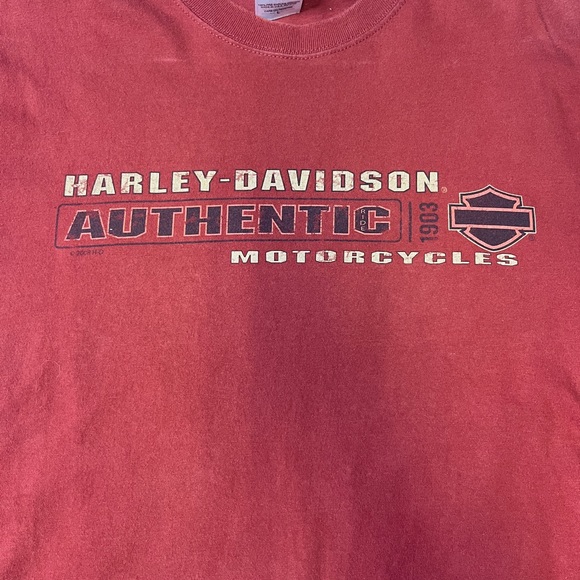 HARLEY-DAVIDSON
AUTHENTIC
1903
MOTORCYCLES